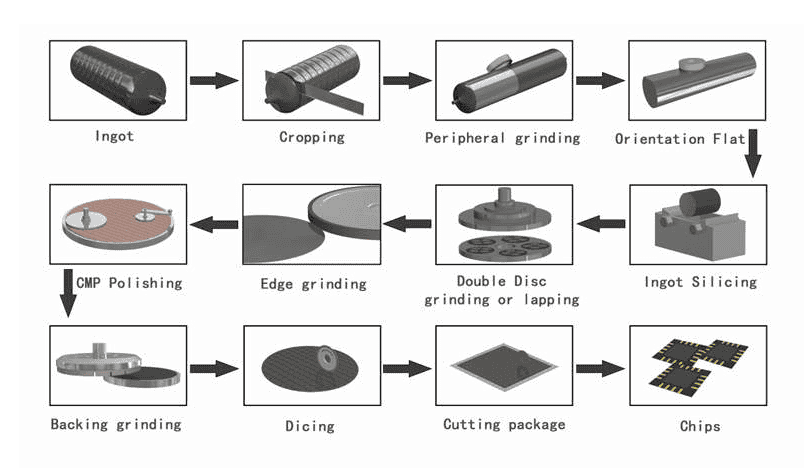 Ingot
Cropping
Peripheral grinding
Orientation Flat
Ingot Silicing
Double Disc
grinding or lapping
Edge grinding
CMP Polishing
Backing grinding
Dicing
Cutting package
Chips